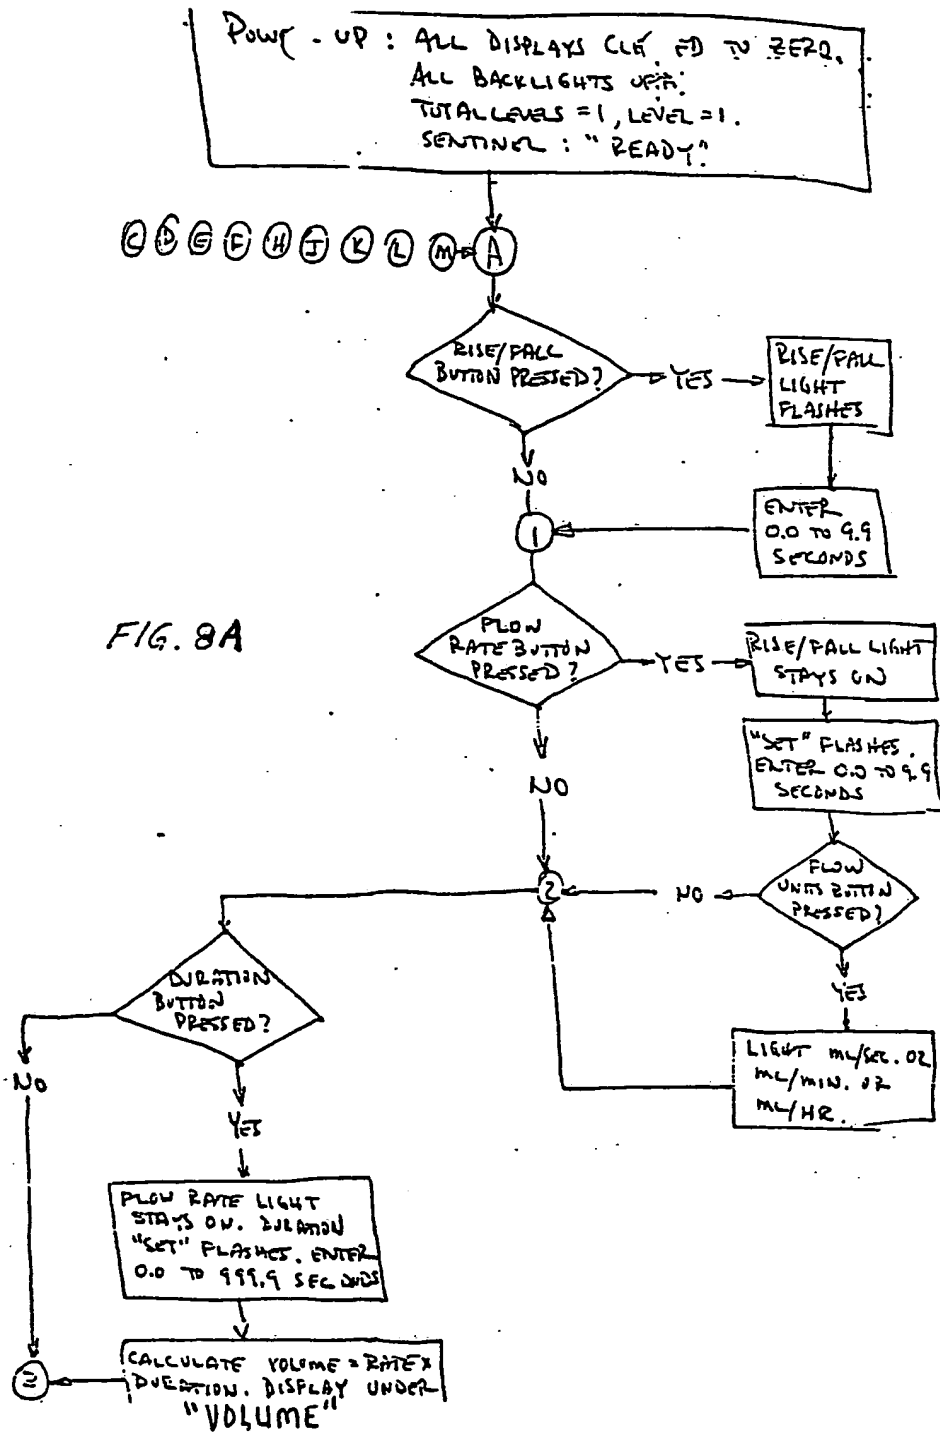 POWE - UP : ALL DISPLAYS CLE ED TO ZERO.
ALL BACKLIGHTS
TOTAL LEVELS = 1, LEVEL = 1.
SENTINEL : "READY".
C D E F H J K L M A
RISE/FALL
BUTTON PRESSED?
YES
RISE/FALL
LIGHT
FLASHES
NO
ENTER
0.0 TO 9.9
SECONDS
1
FIG. 8A
FLOW
RATE BUTTON
PRESSED?
YES
RISE/FALL LIGHT
STAYS ON
NO
"SET" FLASHES.
ENTER 0.0 TO 9.9
SECONDS
FLOW
UNITS BUTTON
PRESSED?
NO
2
YES
LIGHT ML/SEC. OR
ML/MIN. OR
ML/HR.
DURATION
BUTTON
PRESSED?
NO
YES
FLOW RATE LIGHT
STAYS ON. DURATION
"SET" FLASHES. ENTER
0.0 TO 999.9 SECONDS
CALCULATE VOLUME = RATE X
DURATION. DISPLAY UNDER
"VOLUME"